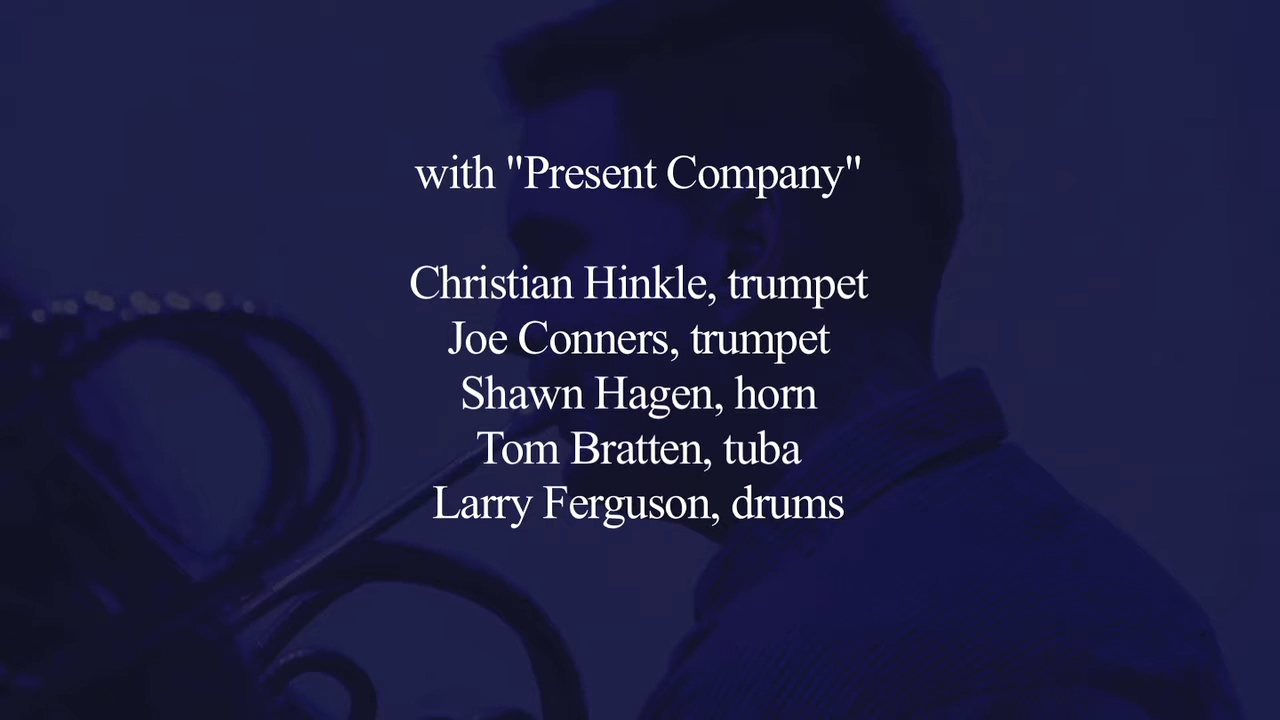 with "Present Company"
Christian Hinkle, trumpet
Joe Conners, trumpet
Shawn Hagen, horn
Tom Bratten, tuba
Larry Ferguson, drums